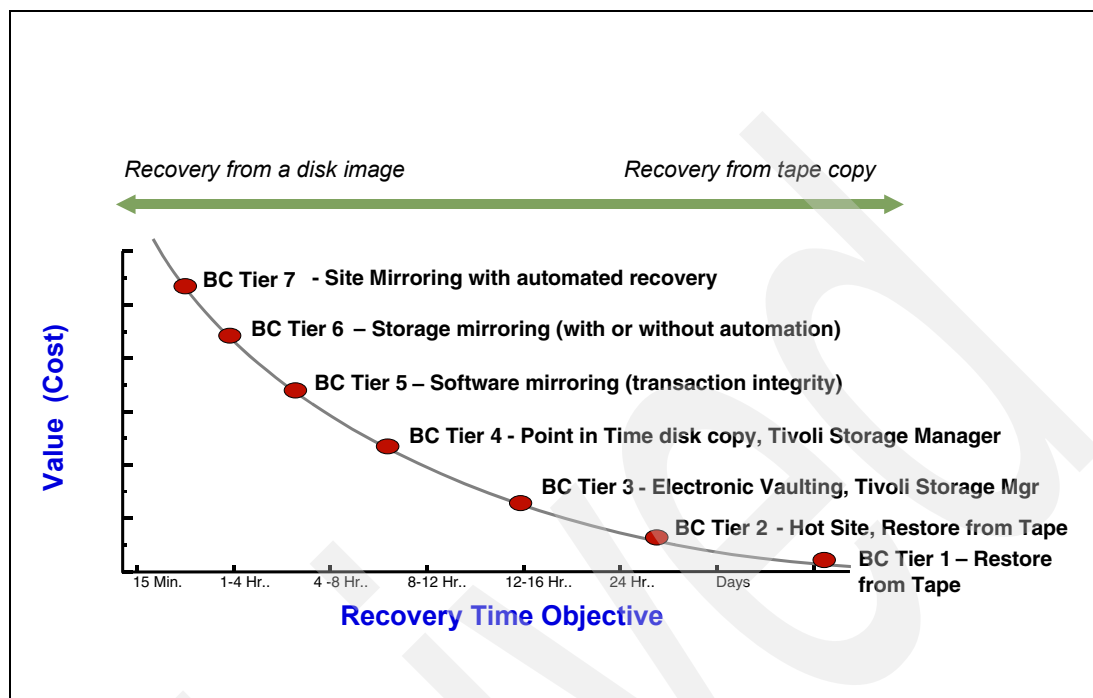 Recovery from a disk image
Recovery from tape copy
Value (Cost)
BC Tier 7 - Site Mirroring with automated recovery
BC Tier 6 – Storage mirroring (with or without automation)
BC Tier 5 – Software mirroring (transaction integrity)
BC Tier 4 - Point in Time disk copy, Tivoli Storage Manager
BC Tier 3 - Electronic Vaulting, Tivoli Storage Mgr
BC Tier 2 - Hot Site, Restore from Tape
BC Tier 1 – Restore
from Tape
15 Min. 1-4 Hr.. 4 -8 Hr.. 8-12 Hr.. 12-16 Hr.. 24 Hr.. Days
Recovery Time Objective